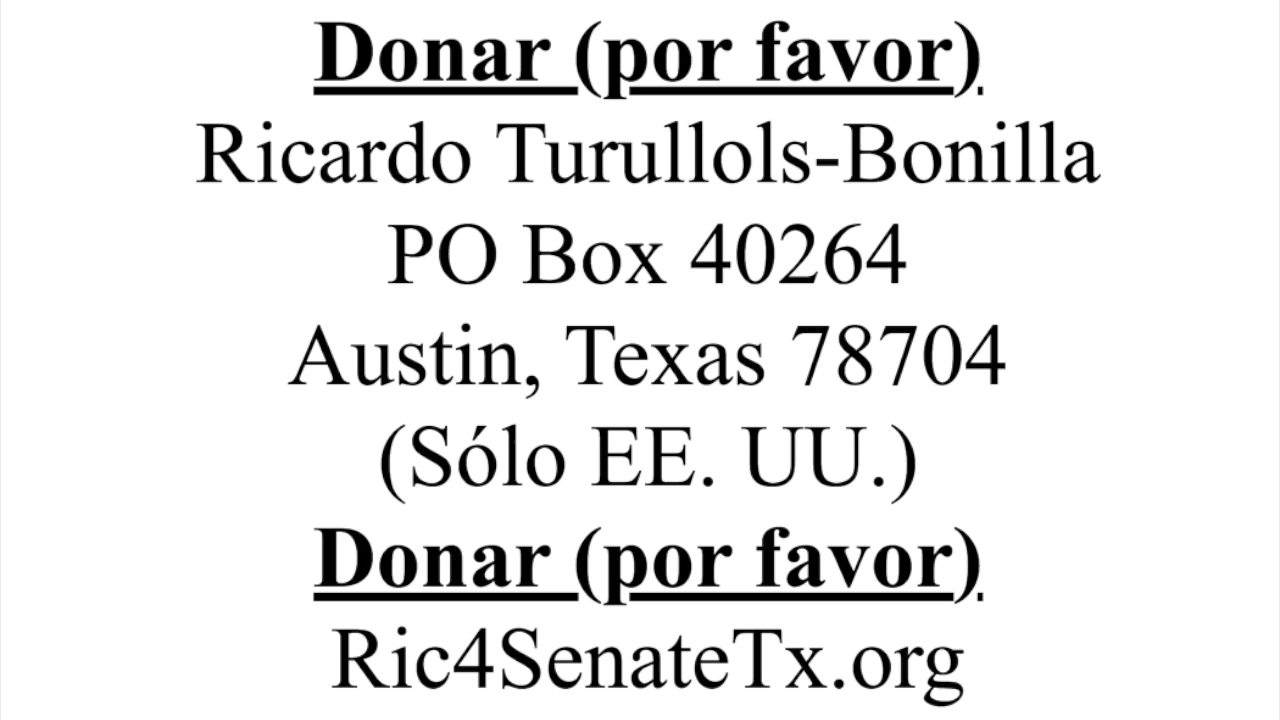 Donar (por favor)
Ricardo Turullols-Bonilla
PO Box 40264
Austin, Texas 78704
(Sólo EE. UU.)
Donar (por favor)
Ric4SenateTx.org